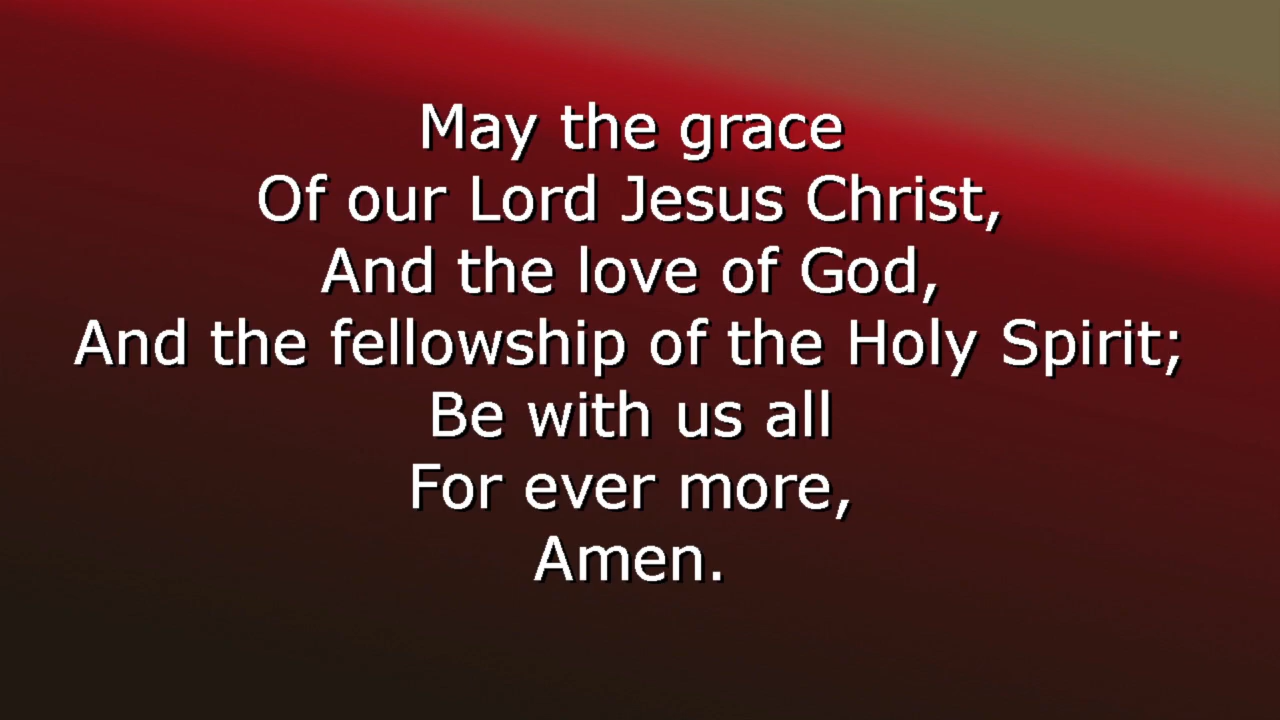 May the grace
Of our Lord Jesus Christ,
And the love of God,
And the fellowship of the Holy Spirit;
Be with us all
For ever more,
Amen.